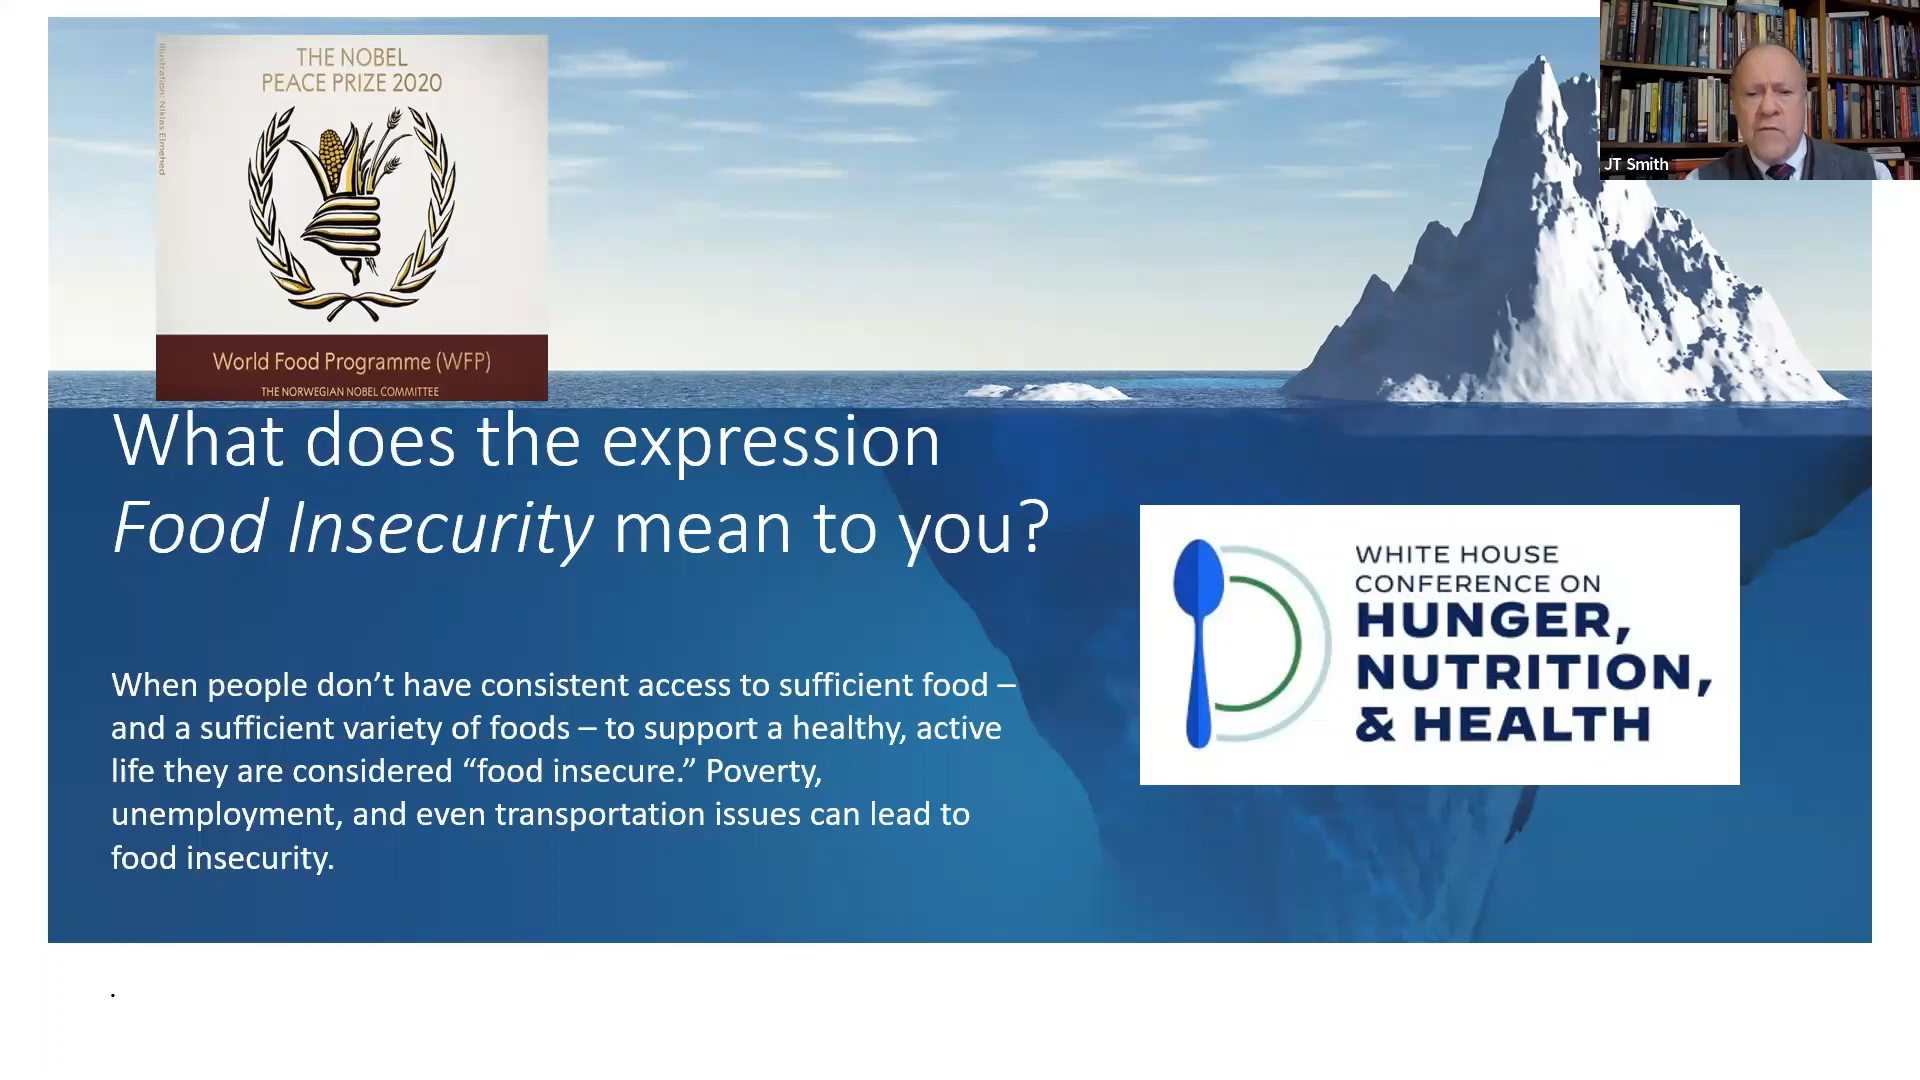 THE NOBEL
PEACE PRIZE 2020
Illustration: Niklas Elmehed
World Food Programme (WFP)
THE NORWEGIAN NOBEL COMMITTEE
JT Smith
What does the expression
Food Insecurity mean to you?
WHITE HOUSE
CONFERENCE ON
HUNGER,
NUTRITION,
& HEALTH
When people don’t have consistent access to sufficient food –
and a sufficient variety of foods – to support a healthy, active
life they are considered “food insecure.” Poverty,
unemployment, and even transportation issues can lead to
food insecurity.
.